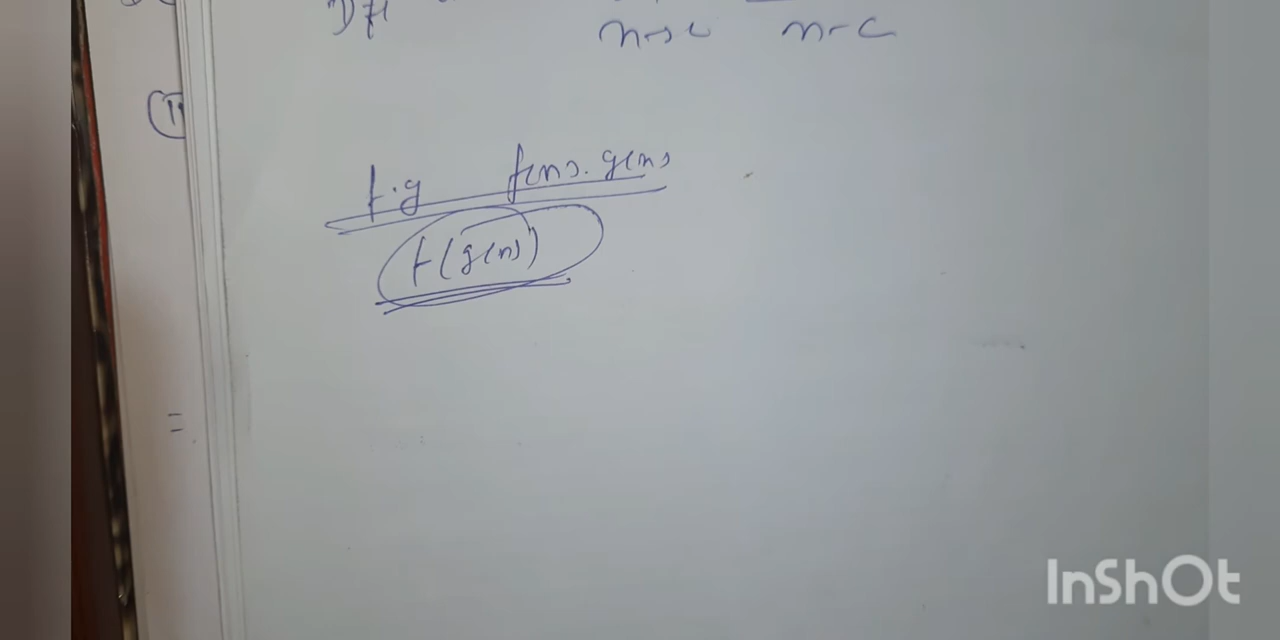 x→c x→c
f.g f(x).g(x)
f(g(x))
=
InShOt